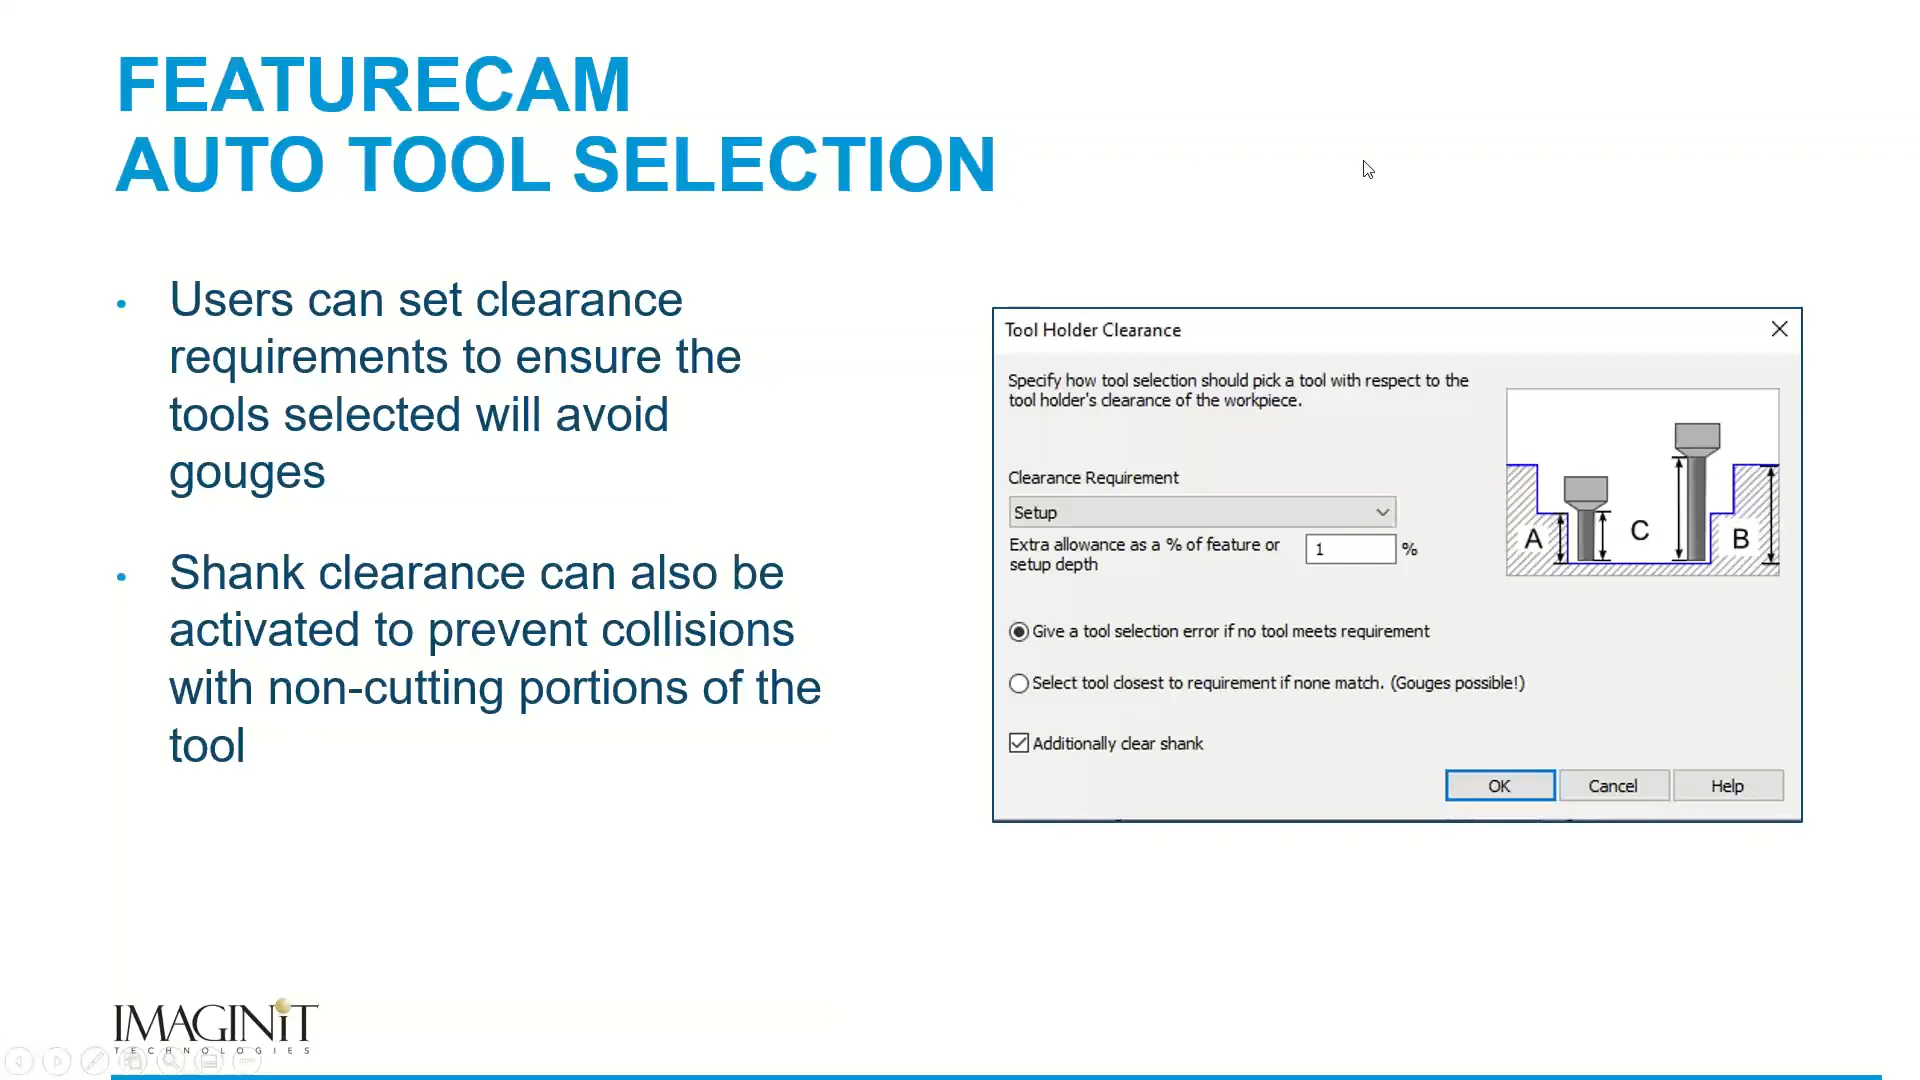 FEATURECAM
AUTO TOOL SELECTION
• Users can set clearance
requirements to ensure the
tools selected will avoid
gouges
• Shank clearance can also be
activated to prevent collisions
with non-cutting portions of the
tool
Tool Holder Clearance
Specify how tool selection should pick a tool with respect to the
tool holder's clearance of the workpiece.
Clearance Requirement
Setup
Extra allowance as a % of feature or
setup depth
1 %
A C B
Give a tool selection error if no tool meets requirement
Select tool closest to requirement if none match. (Gouges possible!)
Additionally clear shank
OK Cancel Help
IMAGINiT
TECHNOLOGIES